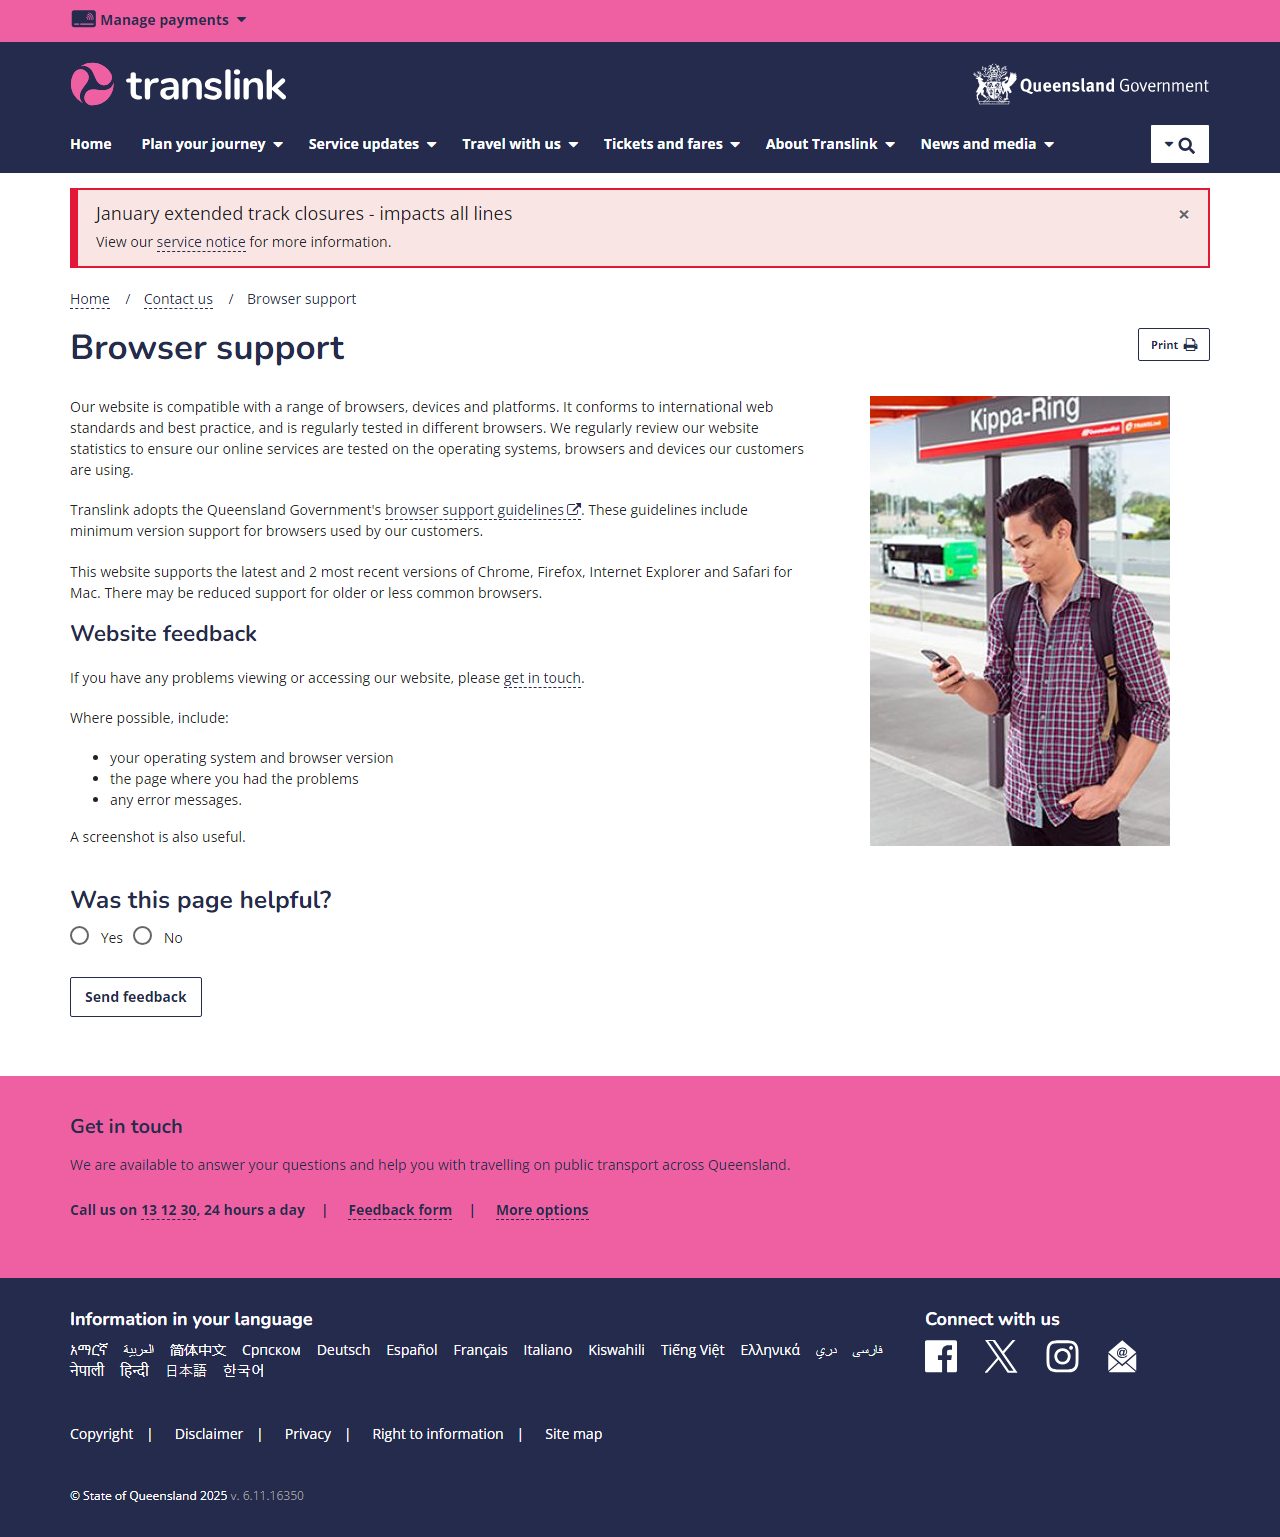 Manage payments
translink
Queensland Government
Home Plan your journey Service updates Travel with us Tickets and fares About Translink News and media
January extended track closures - impacts all lines
×
View our service notice for more information.
Home / Contact us / Browser support
Browser support
Print
Our website is compatible with a range of browsers, devices and platforms. It conforms to international web
standards and best practice, and is regularly tested in different browsers. We regularly review our website
statistics to ensure our online services are tested on the operating systems, browsers and devices our customers
are using.
Kippa-Ring
Translink adopts the Queensland Government's browser support guidelines. These guidelines include
minimum version support for browsers used by our customers.
This website supports the latest and 2 most recent versions of Chrome, Firefox, Internet Explorer and Safari for
Mac. There may be reduced support for older or less common browsers.
Website feedback
If you have any problems viewing or accessing our website, please get in touch.
Where possible, include:
• your operating system and browser version
• the page where you had the problems
• any error messages.
A screenshot is also useful.
Was this page helpful?
Yes No
Send feedback
Get in touch
We are available to answer your questions and help you with travelling on public transport across Queensland.
Call us on 13 12 30, 24 hours a day | Feedback form | More options
Information in your language
አማርኛ العربية 简体中文 Српском Deutsch Español Français Italiano Kiswahili Tiếng Việt Ελληνικά دري فارسی
नेपाली हिन्दी 日本語 한국어
Connect with us
Copyright | Disclaimer | Privacy | Right to information | Site map
© State of Queensland 2025 v. 6.11.16350